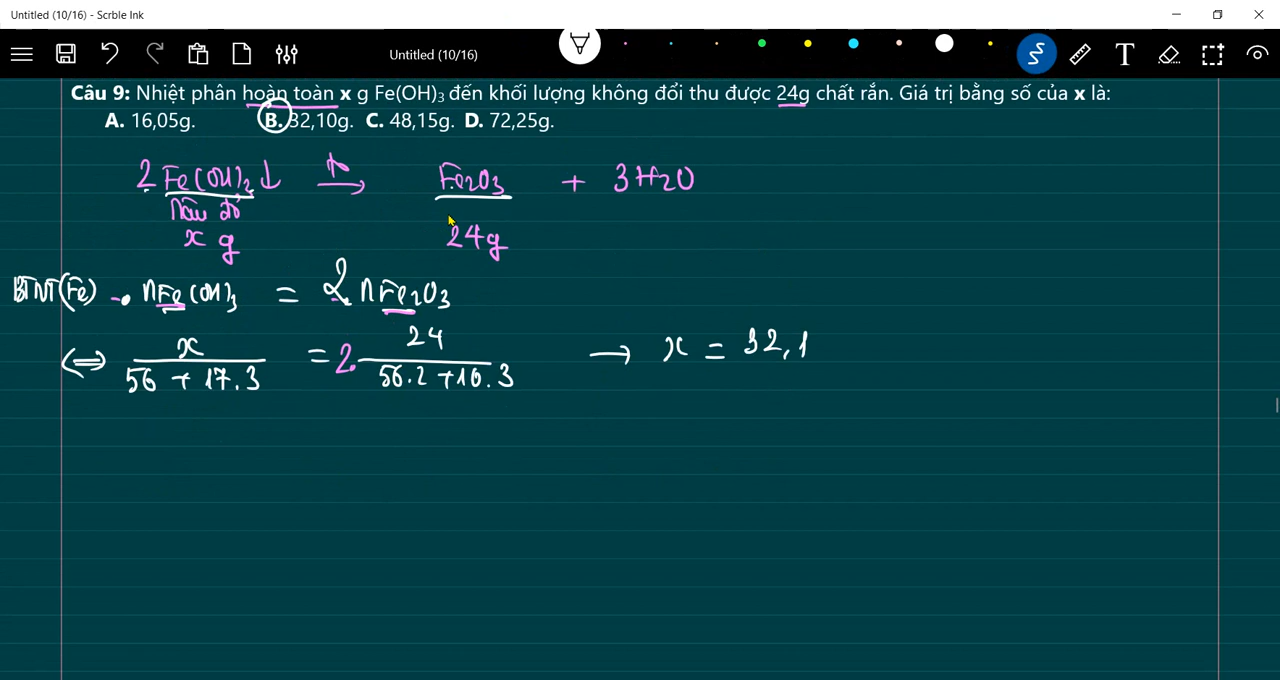 Untitled (10/16) - Scrble Ink
Untitled (10/16)
T
Câu 9: Nhiệt phân hoàn toàn x g Fe(OH)₃ đến khối lượng không đổi thu được 24g chất rắn. Giá trị bằng số của x là:
A. 16,05g. B. 32,10g. C. 48,15g. D. 72,25g.
2 Fe(OH)₃↓ →(t°) Fe₂O₃ + 3H₂O
nâu đỏ
x g 24g
BTNT(Fe) nFe(OH)₃ = 2. nFe₂O₃
⟺ x/(56 + 17.3) = 2. 24/(56.2 + 16.3) → x = 32,1